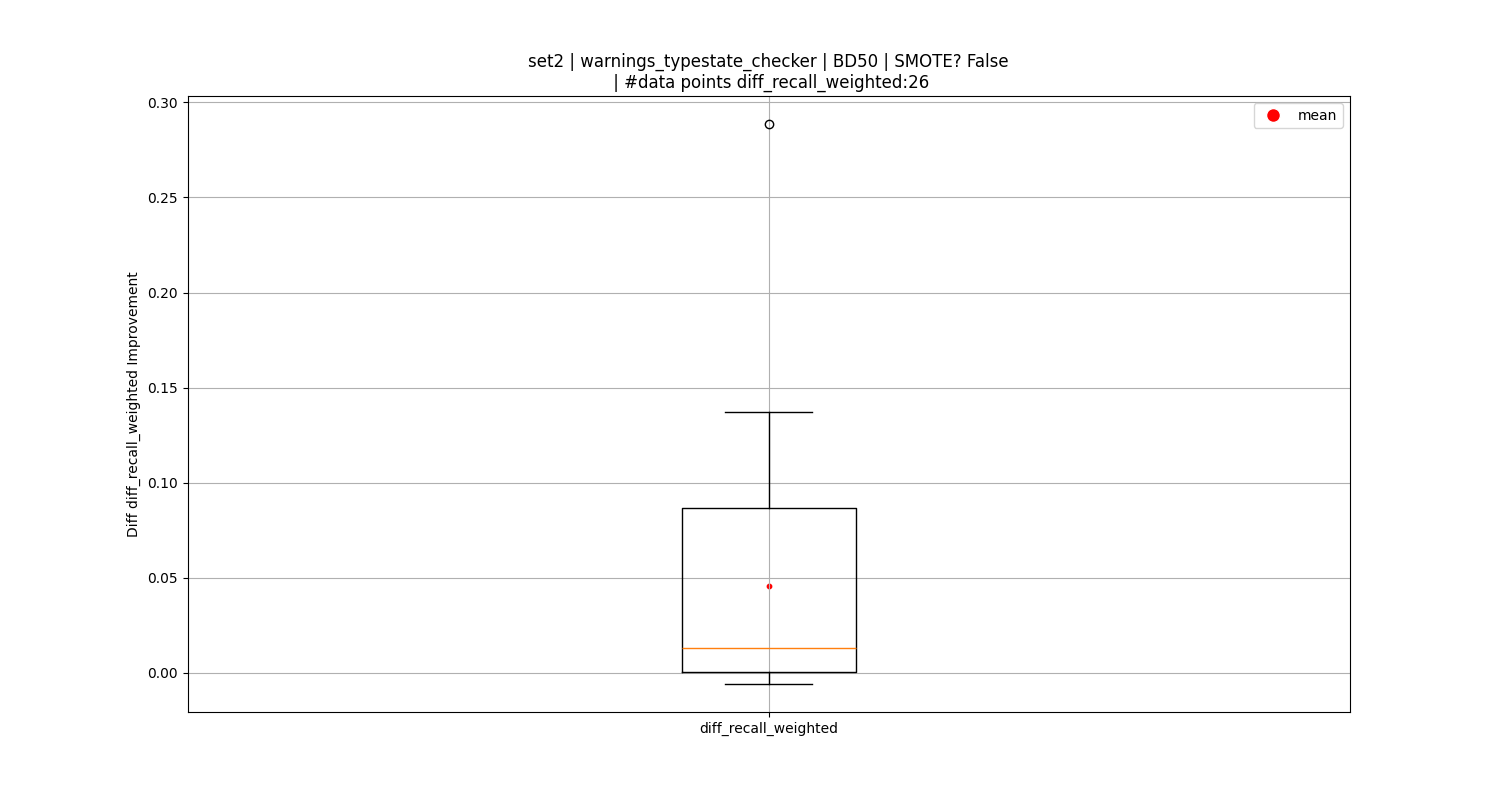 set2 | warnings_typestate_checker | BD50 | SMOTE? False
| #data points diff_recall_weighted:26
mean
0.30
0.25
0.20
0.15
0.10
0.05
0.00
Diff diff_recall_weighted Improvement
diff_recall_weighted